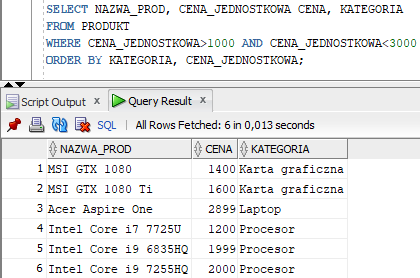 SELECT NAZWA_PROD, CENA_JEDNOSTKOWA CENA, KATEGORIA
FROM PRODUKT
WHERE CENA_JEDNOSTKOWA>1000 AND CENA_JEDNOSTKOWA<3000
ORDER BY KATEGORIA, CENA_JEDNOSTKOWA;
Script Output x Query Result x
SQL | All Rows Fetched: 6 in 0,013 seconds
NAZWA_PROD CENA KATEGORIA
1 MSI GTX 1080 1400 Karta graficzna
2 MSI GTX 1080 Ti 1600 Karta graficzna
3 Acer Aspire One 2899 Laptop
4 Intel Core i7 7725U 1200 Procesor
5 Intel Core i9 6835HQ 1999 Procesor
6 Intel Core i9 7255HQ 2000 Procesor